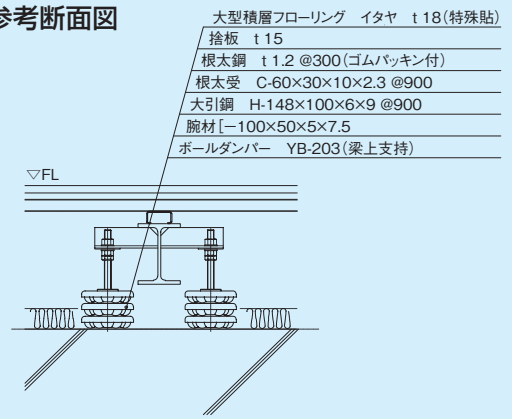 参考断面図
大型積層フローリング　イタヤ　t 18(特殊貼)
捨板　t 15
根太鋼　t 1.2 @300(ゴムパッキン付)
根太受　C-60×30×10×2.3 @900
大引鋼　H-148×100×6×9 @900
腕材[−100×50×5×7.5
ボールダンパー　YB-203(梁上支持)
▽FL